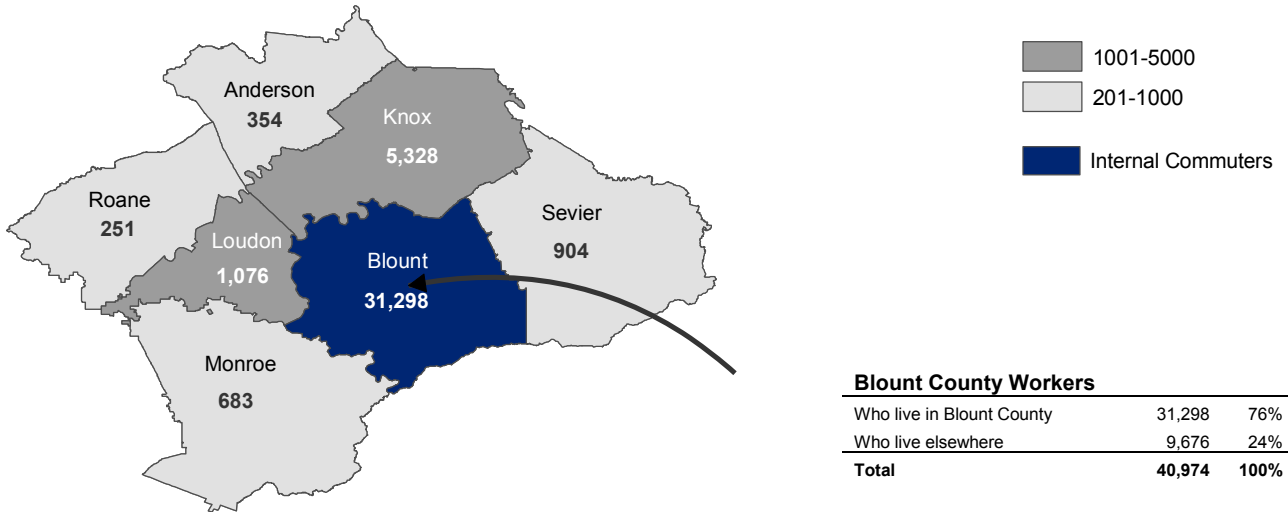 Anderson
354
Knox
5,328
Roane
251
Loudon
1,076
Blount
31,298
Sevier
904
Monroe
683
1001-5000
201-1000
Internal Commuters
Blount County Workers
Who live in Blount County 31,298 76%
Who live elsewhere 9,676 24%
Total 40,974 100%